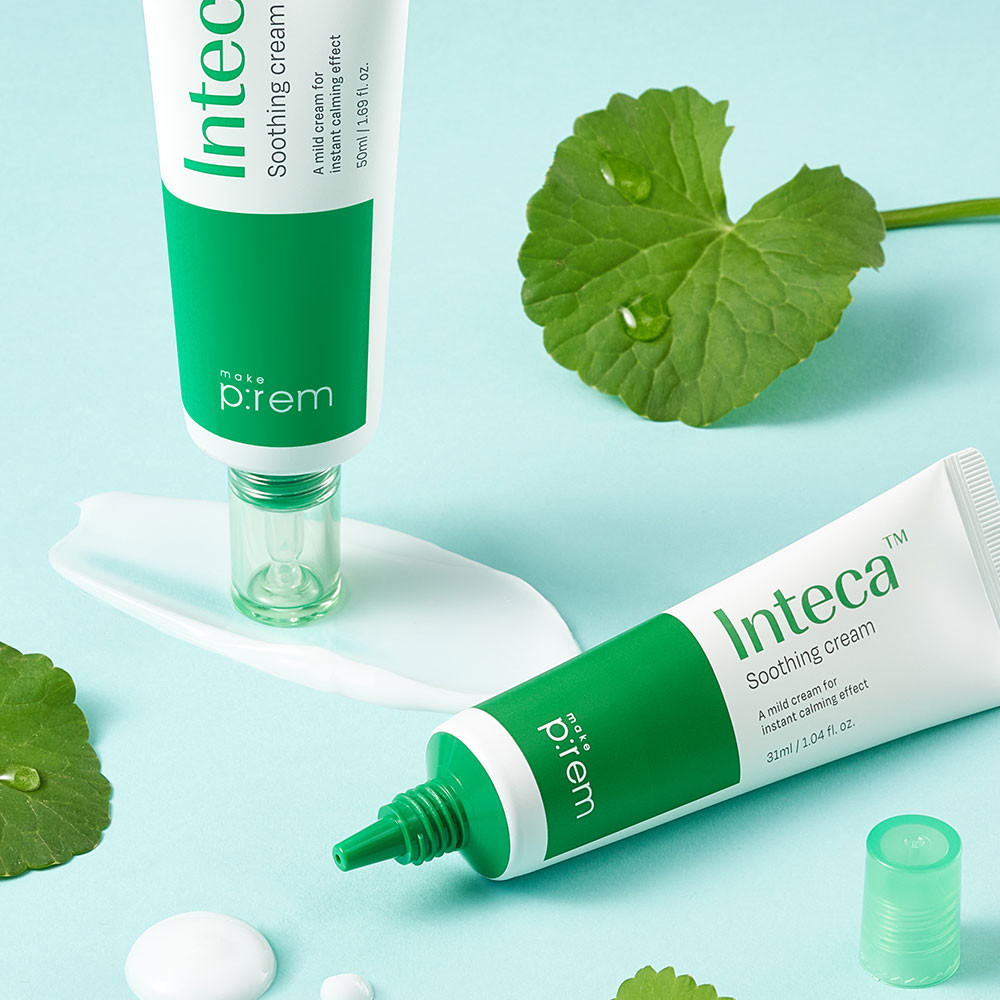 Inteca
Soothing cream
A mild cream for
instant calming effect
50ml | 1.69 fl. oz.
make
p:rem
Inteca™
Soothing cream
A mild cream for
instant calming effect
31ml / 1.04 fl. oz.
make
p:rem